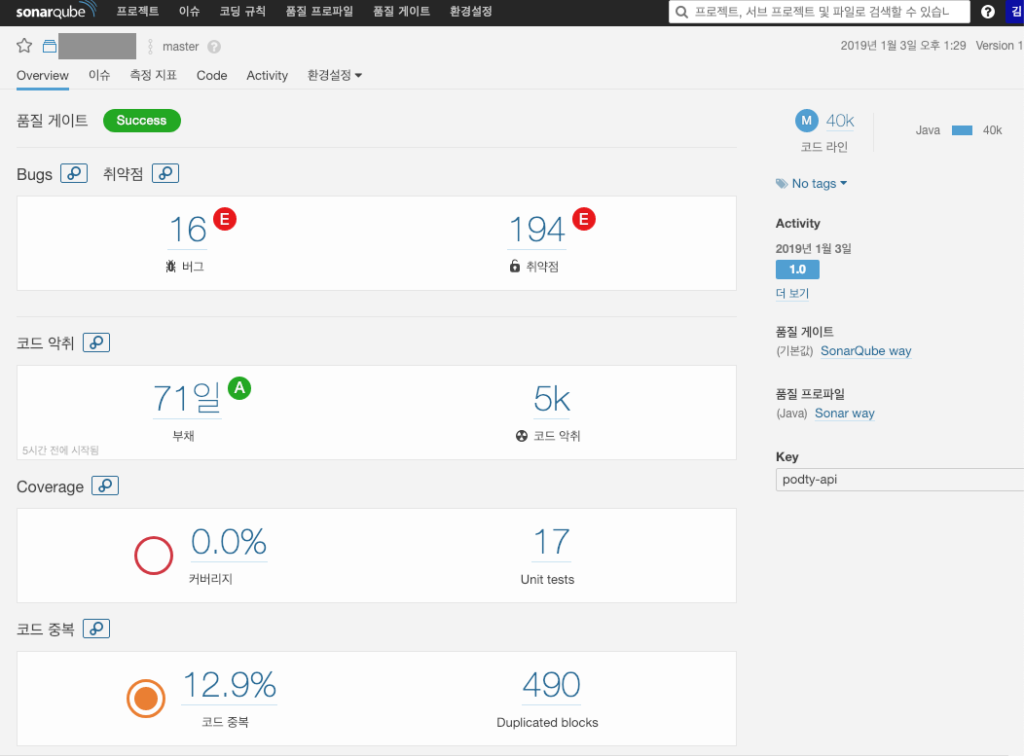 sonarqube 프로젝트 이슈 코딩 규칙 품질 프로파일 품질 게이트 환경설정 프로젝트, 서브 프로젝트 및 파일로 검색할 수 있습니 ? 김
master ? 2019년 1월 3일 오후 1:29 Version 1
Overview 이슈 측정 지표 Code Activity 환경설정
품질 게이트 Success
Bugs 취약점
16 E 194 E
버그 취약점
코드 악취
71일 A 5k
부채 코드 악취
5시간 전에 시작됨
Coverage
0.0% 17
커버리지 Unit tests
코드 중복
12.9% 490
코드 중복 Duplicated blocks
M 40k Java 40k
코드 라인
No tags
Activity
2019년 1월 3일
1.0
더 보기
품질 게이트
(기본값) SonarQube way
품질 프로파일
(Java) Sonar way
Key
podty-api